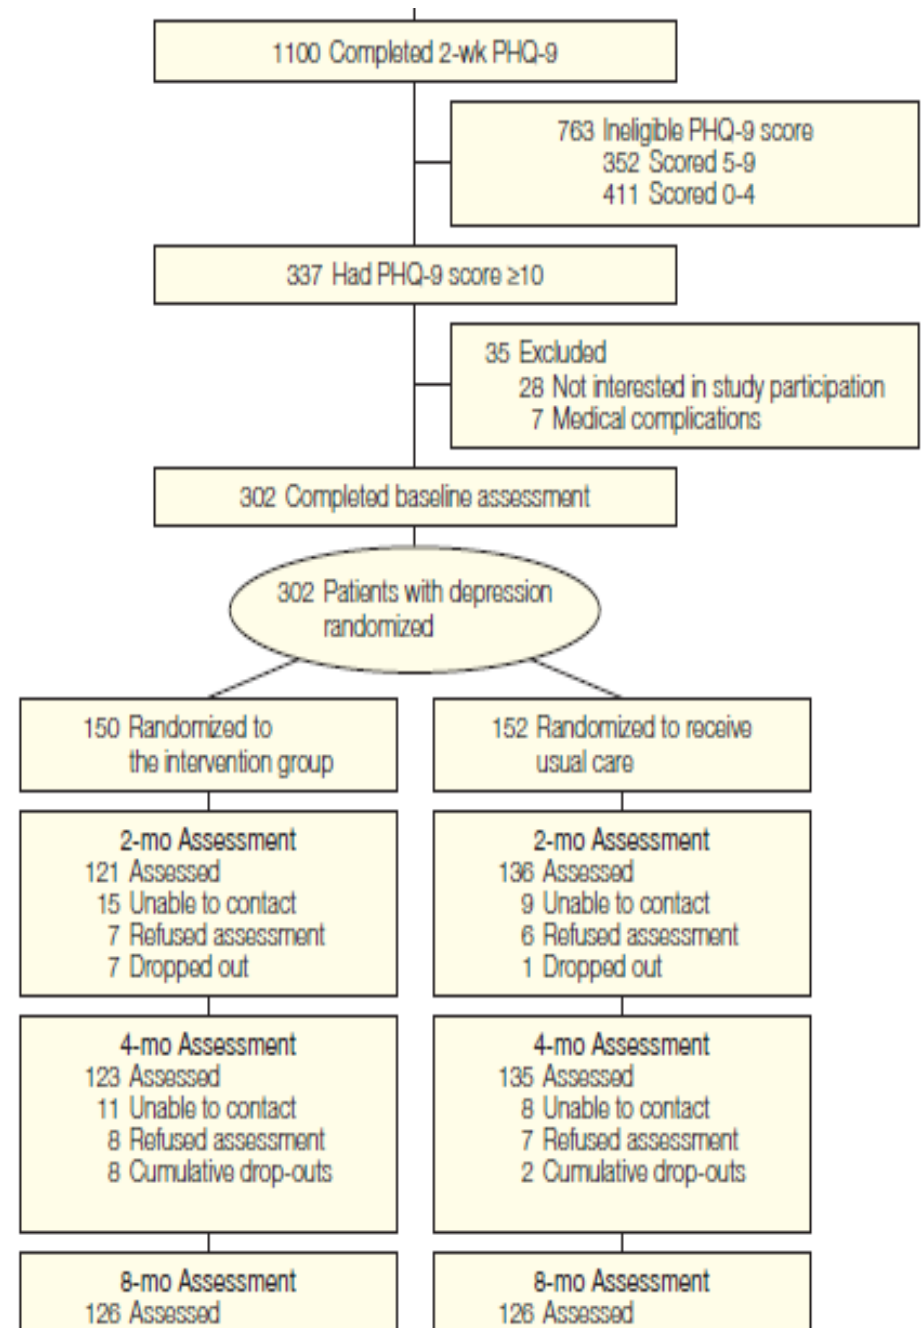 1100 Completed 2-wk PHQ-9
763 Ineligible PHQ-9 score
352 Scored 5-9
411 Scored 0-4
337 Had PHQ-9 score ≥10
35 Excluded
28 Not interested in study participation
7 Medical complications
302 Completed baseline assessment
302 Patients with depression
randomized
150 Randomized to
the intervention group
152 Randomized to receive
usual care
2-mo Assessment
121 Assessed
15 Unable to contact
7 Refused assessment
7 Dropped out
2-mo Assessment
136 Assessed
9 Unable to contact
6 Refused assessment
1 Dropped out
4-mo Assessment
123 Assessed
11 Unable to contact
8 Refused assessment
8 Cumulative drop-outs
4-mo Assessment
135 Assessed
8 Unable to contact
7 Refused assessment
2 Cumulative drop-outs
8-mo Assessment
126 Assessed
8-mo Assessment
126 Assessed